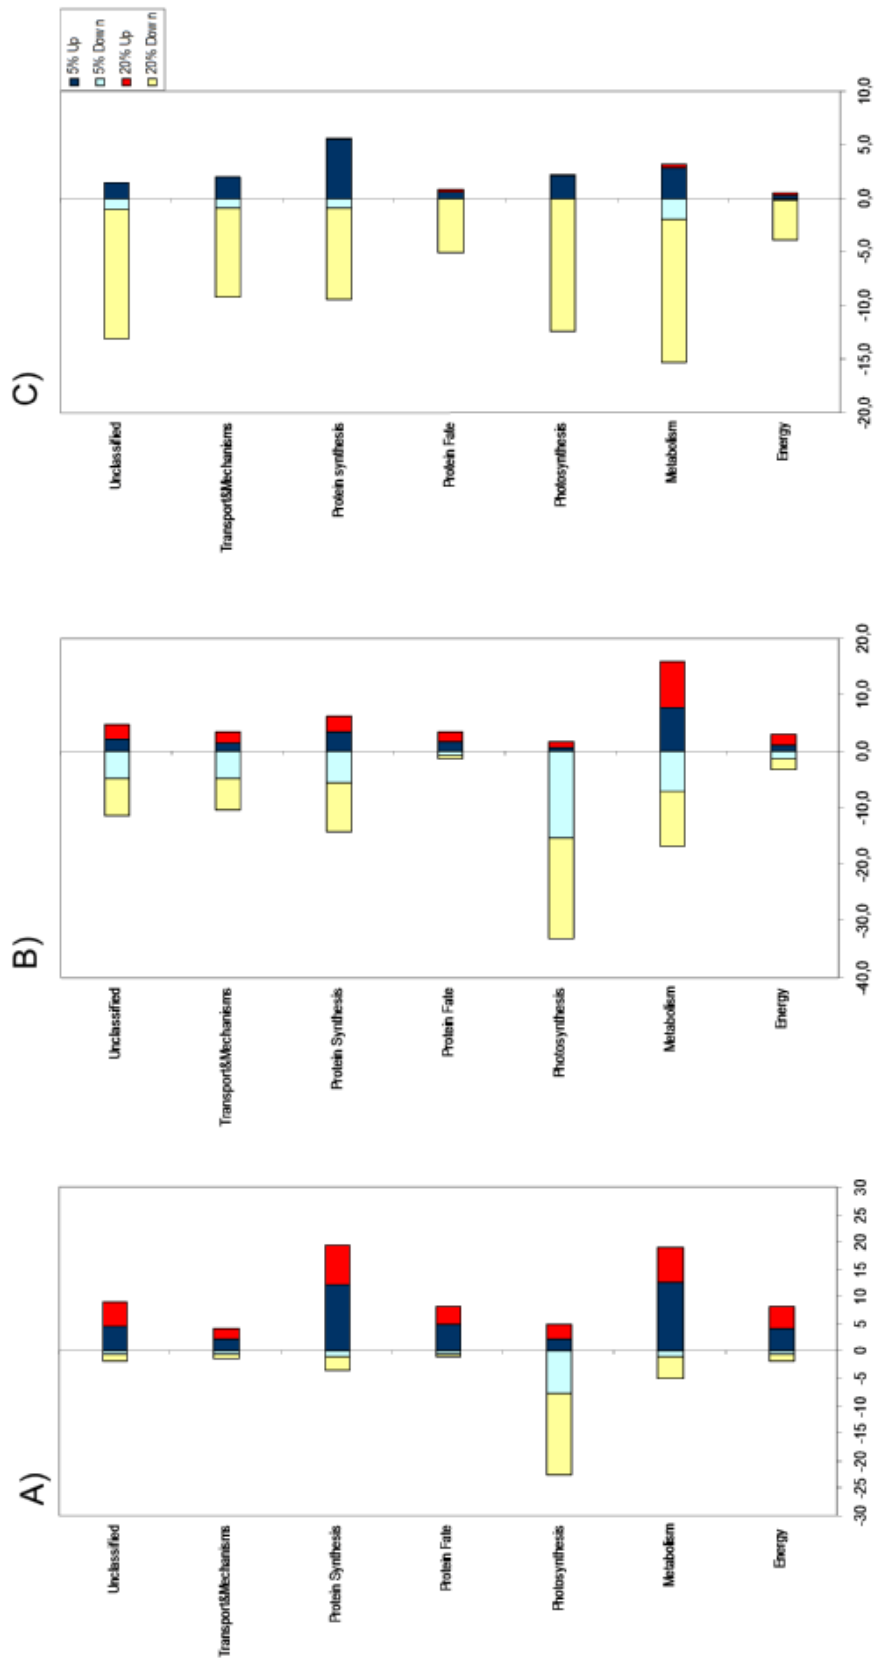 A)
Unclassified
Transport&Mechanisms
Protein Synthesis
Protein Fate
Photosynthesis
Metabolism
Energy
-30 -25 -20 -15 -10 -5 0 5 10 15 20 25 30
B)
Unclassified
Transport&Mechanisms
Protein Synthesis
Protein Fate
Photosynthesis
Metabolism
Energy
-40,0 -30,0 -20,0 -10,0 0,0 10,0 20,0
C)
5% Up
5% Down
20% Up
20% Down
Unclassified
Transport&Mechanisms
Protein synthesis
Protein Fate
Photosynthesis
Metabolism
Energy
-20,0 -15,0 -10,0 -5,0 0,0 5,0 10,0